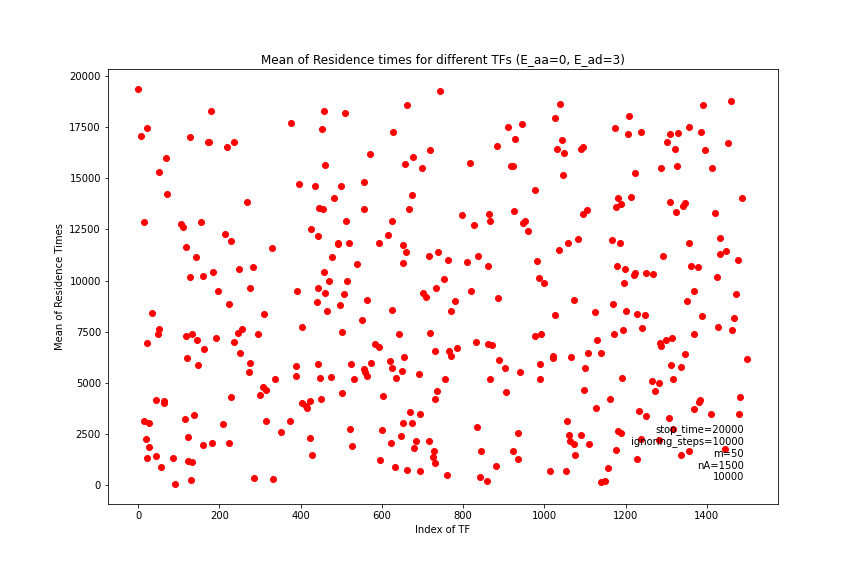 Mean of Residence times for different TFs (E_aa=0, E_ad=3)
20000
17500
15000
12500
10000
7500
5000
2500
0
Mean of Residence Times
stop_time=20000
ignoring_steps=10000
m=50
nA=1500
10000
0 200 400 600 800 1000 1200 1400
Index of TF